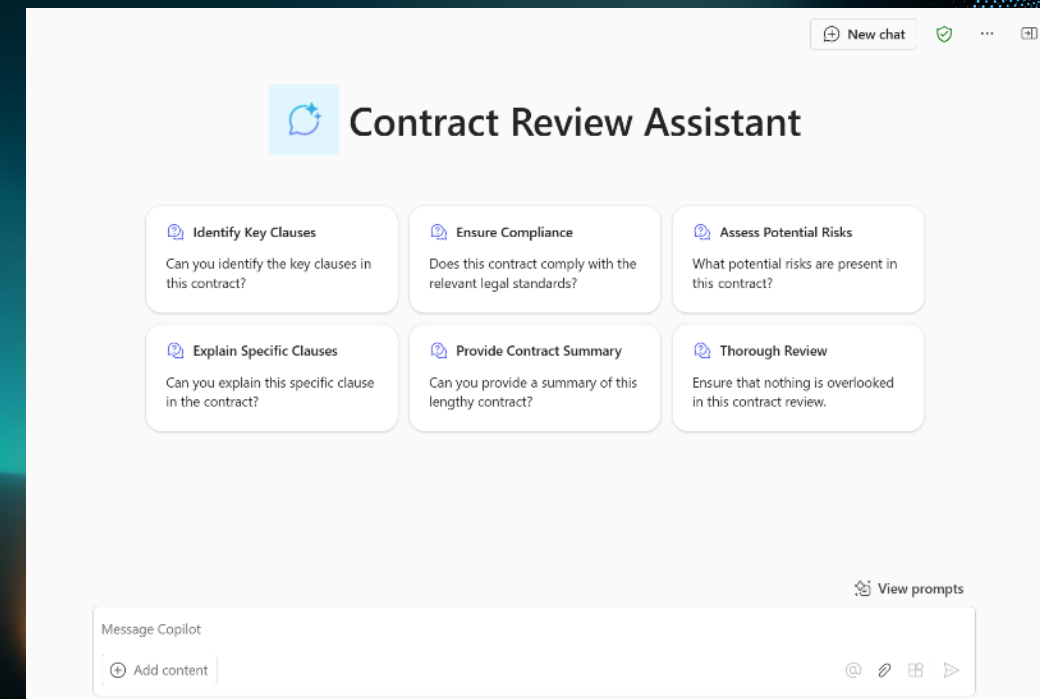 New chat
Contract Review Assistant
Identify Key Clauses
Can you identify the key clauses in
this contract?
Ensure Compliance
Does this contract comply with the
relevant legal standards?
Assess Potential Risks
What potential risks are present in
this contract?
Explain Specific Clauses
Can you explain this specific clause
in the contract?
Provide Contract Summary
Can you provide a summary of this
lengthy contract?
Thorough Review
Ensure that nothing is overlooked
in this contract review.
View prompts
Message Copilot
Add content